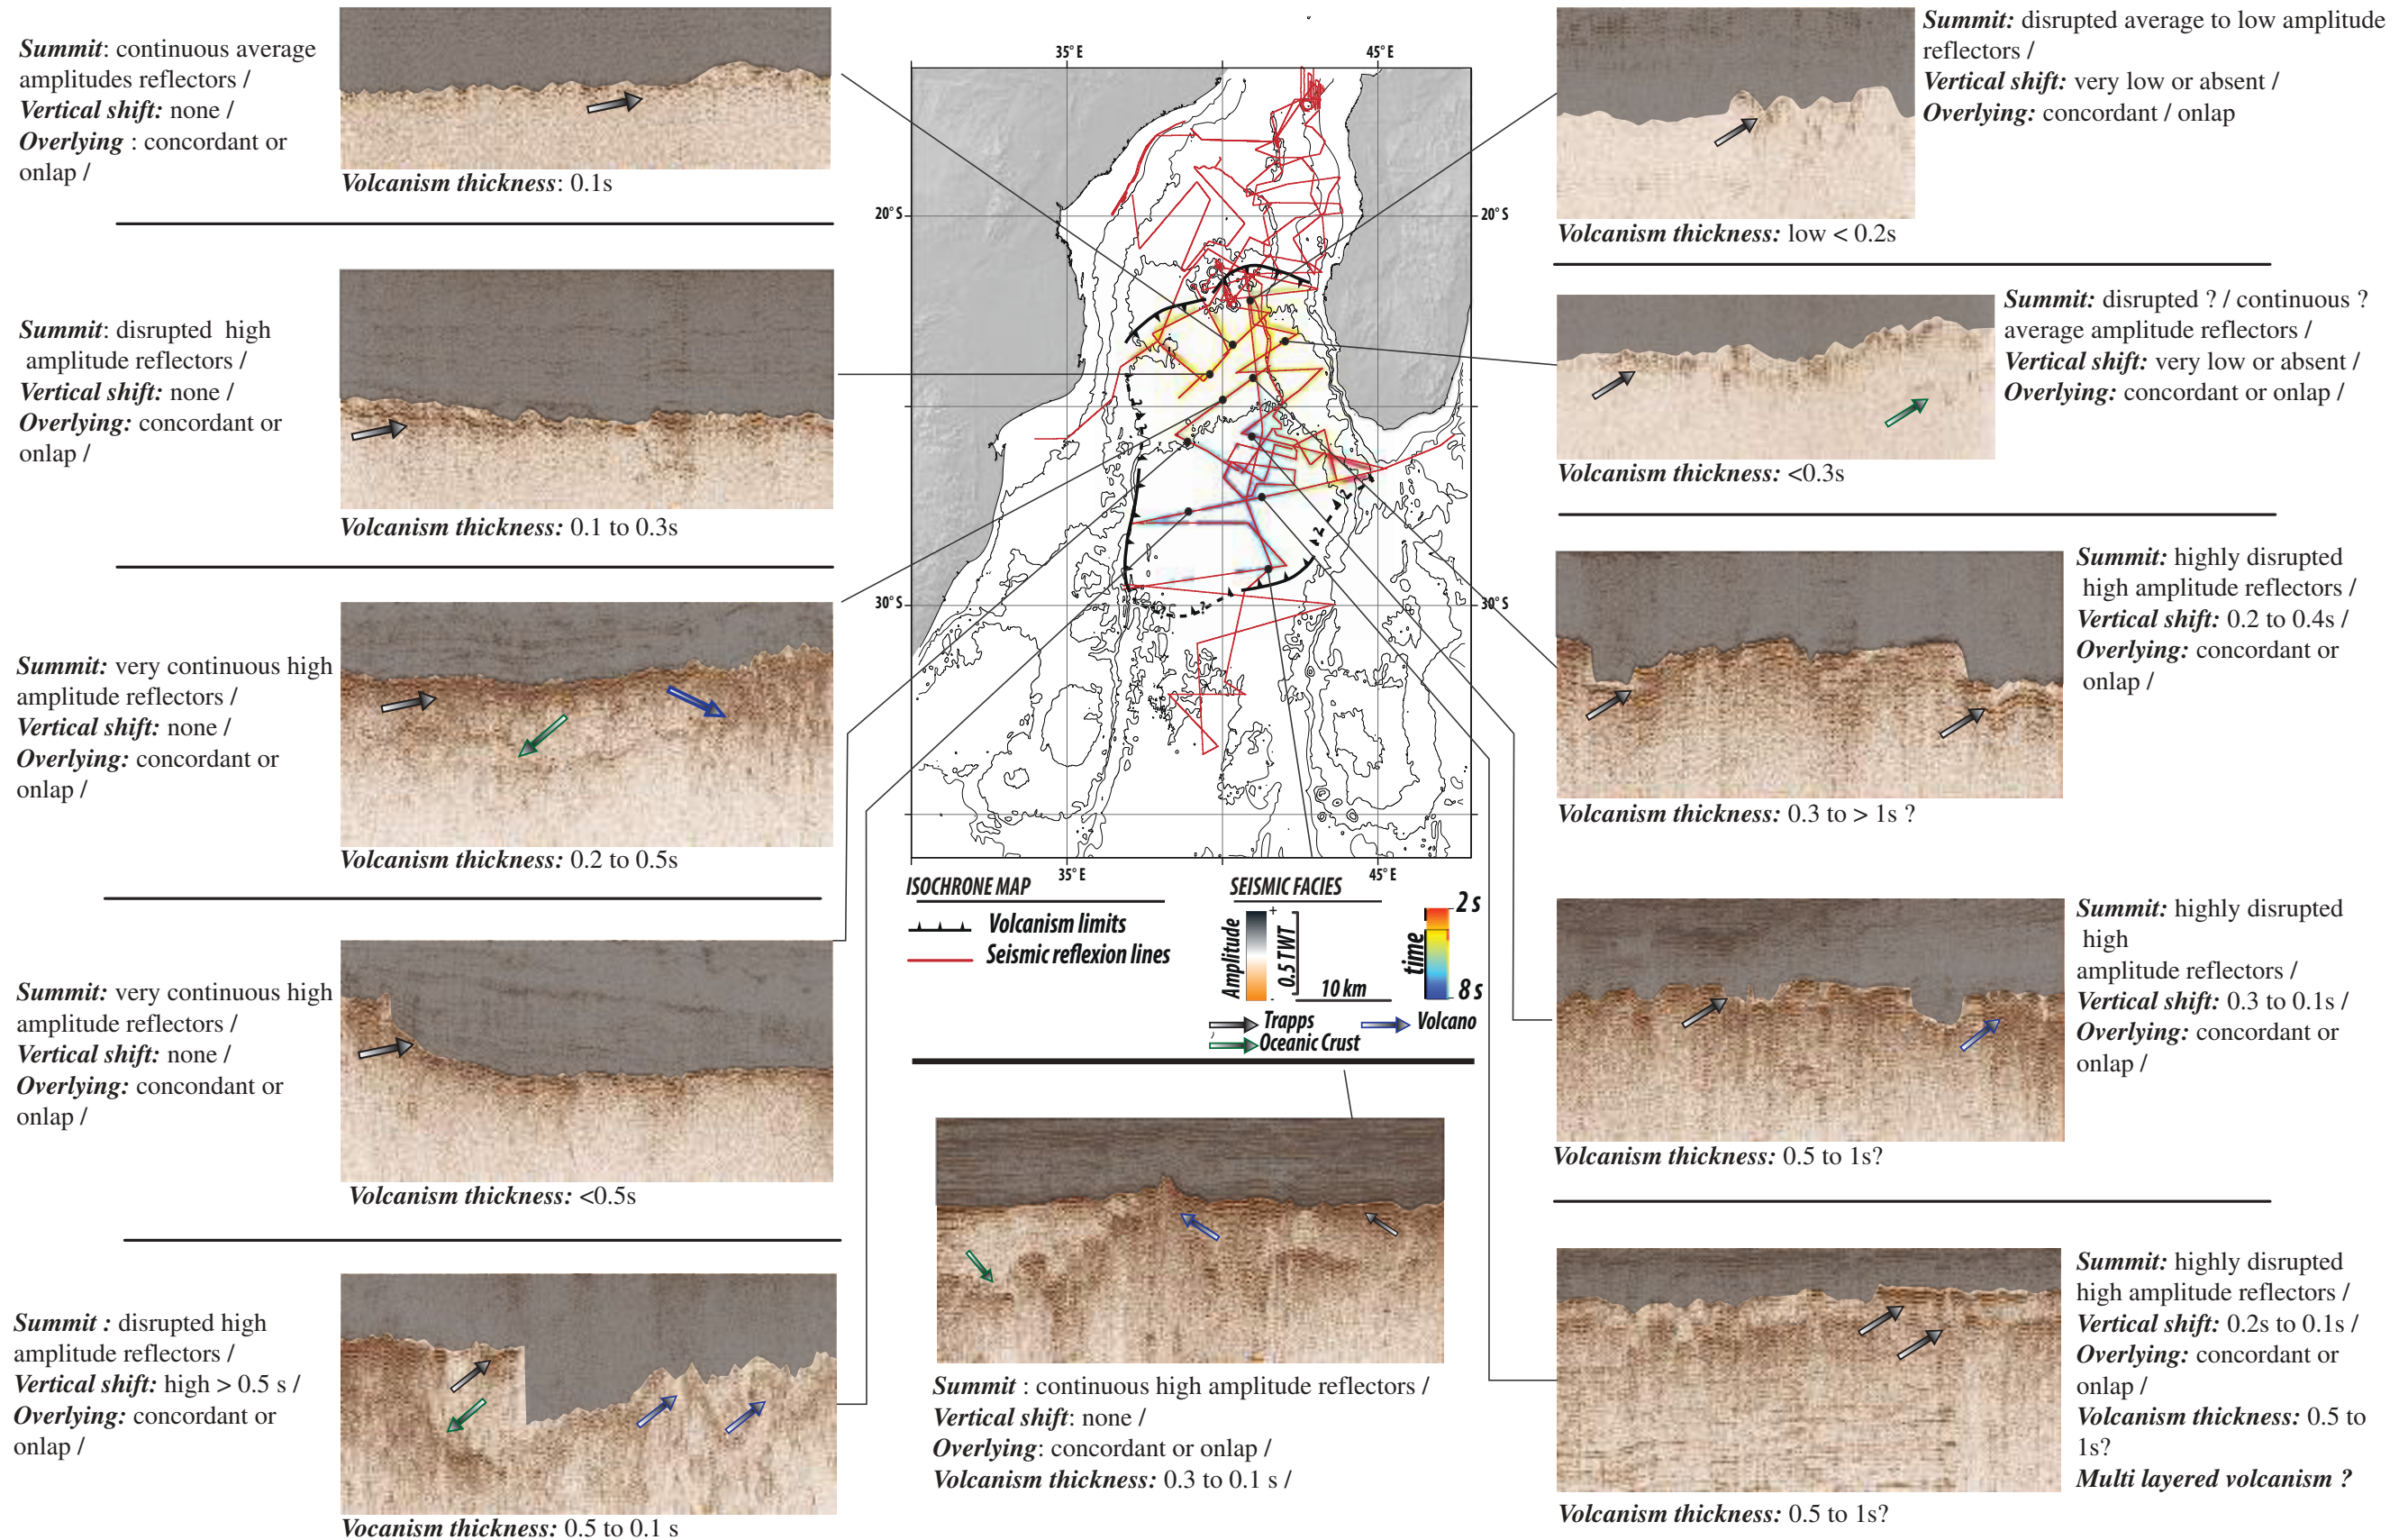 Summit: continuous average
amplitudes reflectors /
Vertical shift: none /
Overlying : concordant or
onlap /
Volcanism thickness: 0.1s
Summit: disrupted high
amplitude reflectors /
Vertical shift: none /
Overlying: concordant or
onlap /
Volcanism thickness: 0.1 to 0.3s
Summit: very continuous high
amplitude reflectors /
Vertical shift: none /
Overlying: concordant or
onlap /
Volcanism thickness: 0.2 to 0.5s
Summit: very continuous high
amplitude reflectors /
Vertical shift: none /
Overlying: concondant or
onlap /
Volcanism thickness: <0.5s
Summit : disrupted high
amplitude reflectors /
Vertical shift: high > 0.5 s /
Overlying: concordant or
onlap /
Vocanism thickness: 0.5 to 0.1 s
35° E
45° E
20° S
20° S
30° S
30° S
?
?
?
?
?
35° E
45° E
ISOCHRONE MAP
Volcanism limits
Seismic reflexion lines
SEISMIC FACIES
Amplitude
+
-
0.5 TWT
10 km
time
2 s
8 s
Trapps
Volcano
Oceanic Crust
Summit : continuous high amplitude reflectors /
Vertical shift: none /
Overlying: concordant or onlap /
Volcanism thickness: 0.3 to 0.1 s /
Summit: disrupted average to low amplitude
reflectors /
Vertical shift: very low or absent /
Overlying: concordant / onlap
Volcanism thickness: low < 0.2s
Summit: disrupted ? / continuous ?
average amplitude reflectors /
Vertical shift: very low or absent /
Overlying: concordant or onlap /
Volcanism thickness: <0.3s
Summit: highly disrupted
high amplitude reflectors /
Vertical shift: 0.2 to 0.4s /
Overlying: concordant or
onlap /
Volcanism thickness: 0.3 to > 1s ?
Summit: highly disrupted
high
amplitude reflectors /
Vertical shift: 0.3 to 0.1s /
Overlying: concordant or
onlap /
Volcanism thickness: 0.5 to 1s?
Summit: highly disrupted
high amplitude reflectors /
Vertical shift: 0.2s to 0.1s /
Overlying: concordant or
onlap /
Volcanism thickness: 0.5 to
1s?
Multi layered volcanism ?
Volcanism thickness: 0.5 to 1s?